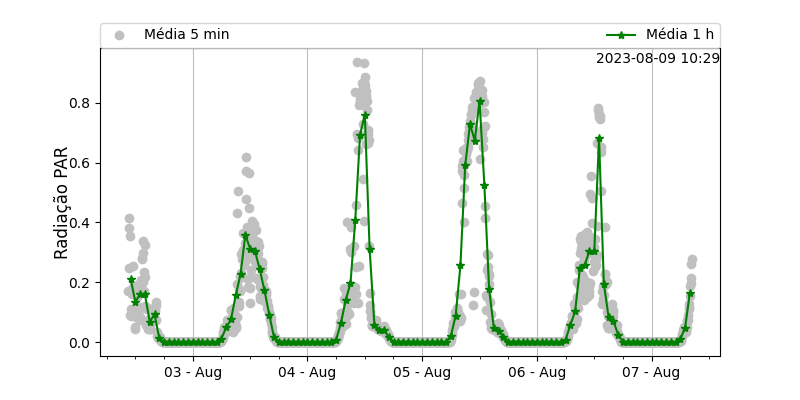 Média 5 min
Média 1 h
2023-08-09 10:29
Radiação PAR
0.8
0.6
0.4
0.2
0.0
03 - Aug
04 - Aug
05 - Aug
06 - Aug
07 - Aug